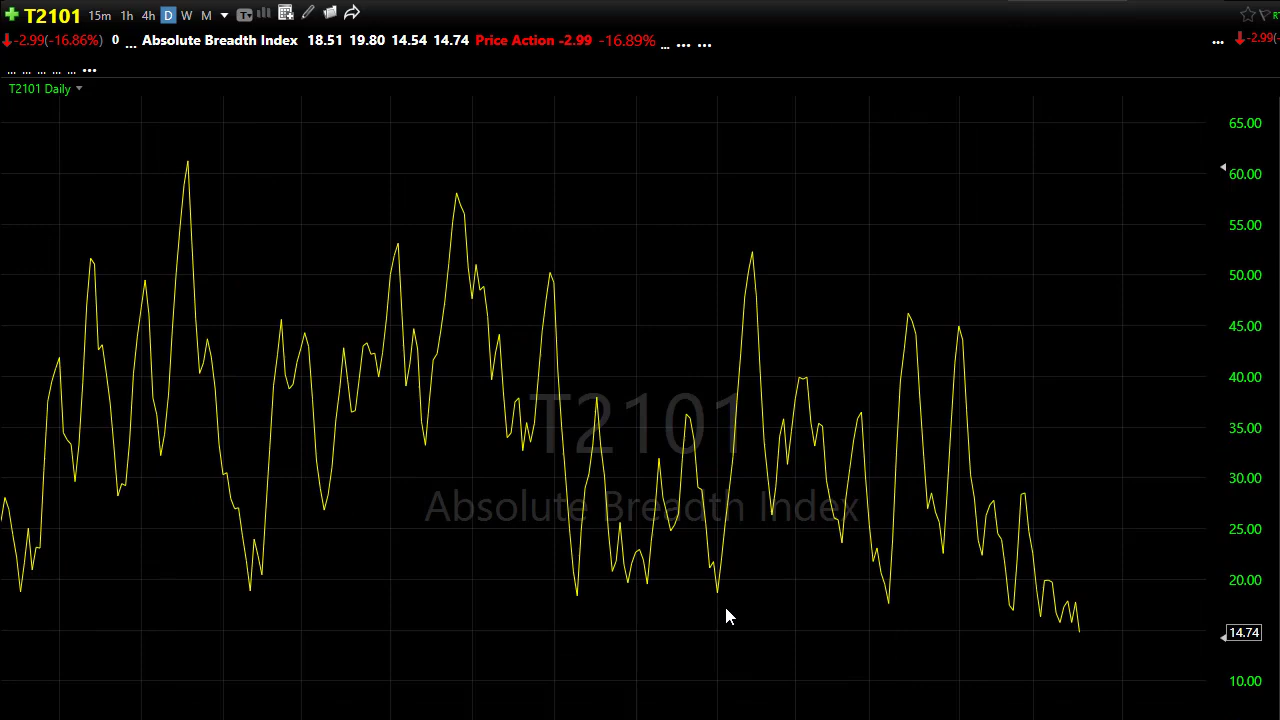 T2101 15m 1h 4h D W M T
-2.99(-16.86%) 0 ... Absolute Breadth Index 18.51 19.80 14.54 14.74 Price Action -2.99 -16.89% ... ... ... ... -2.99(-
... ... ... ... ... ...
T2101 Daily
65.00
60.00
55.00
50.00
45.00
40.00
35.00
30.00
25.00
20.00
14.74
10.00
T2101
Absolute Breadth Index